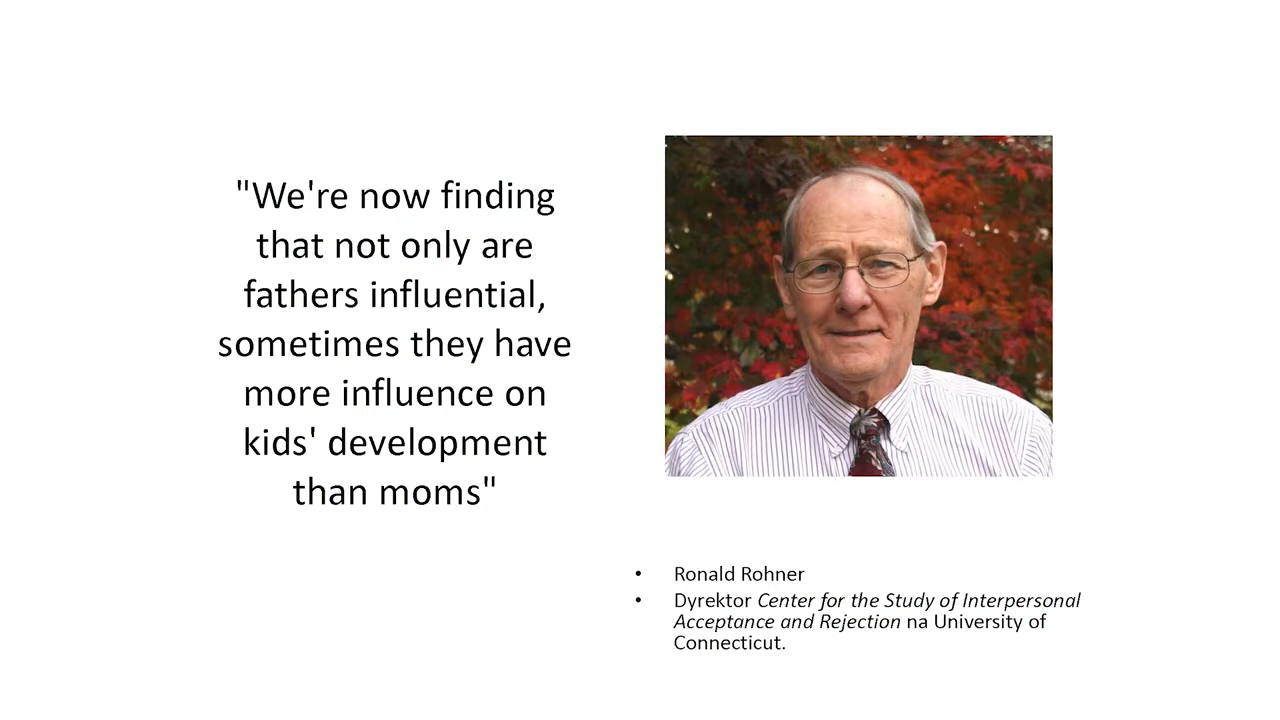 "We're now finding
that not only are
fathers influential,
sometimes they have
more influence on
kids' development
than moms"
• Ronald Rohner
• Dyrektor Center for the Study of Interpersonal
Acceptance and Rejection na University of
Connecticut.